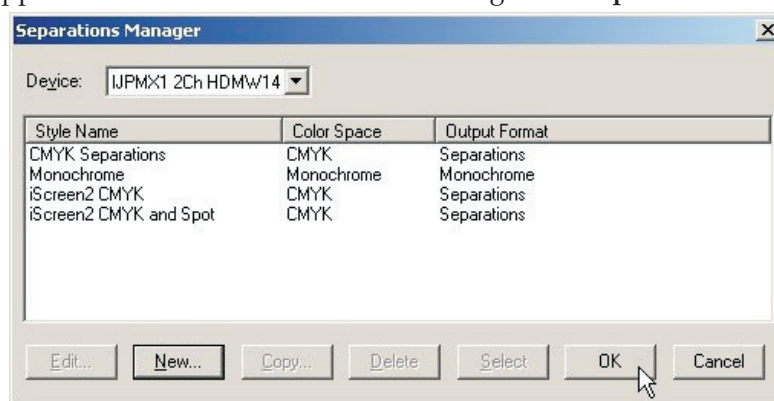 Separations Manager
Device: IJPMX1 2Ch HDMW14
Style Name Color Space Output Format
CMYK Separations CMYK Separations
Monochrome Monochrome Monochrome
iScreen2 CMYK CMYK Separations
iScreen2 CMYK and Spot CMYK Separations
Edit... New... Copy... Delete Select OK Cancel